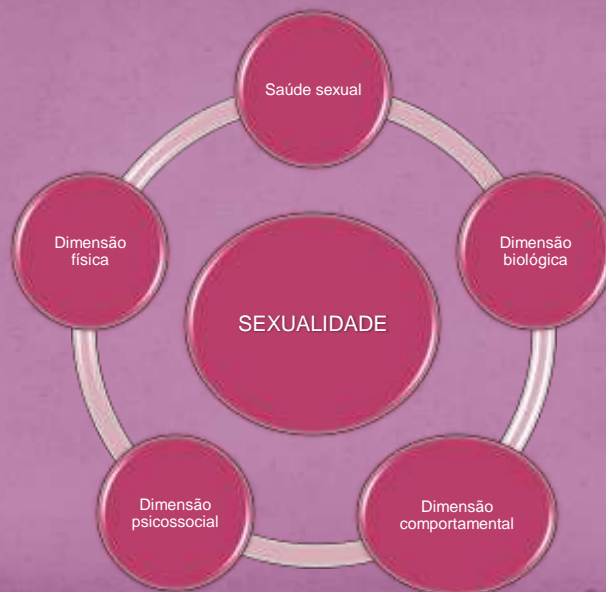 Saúde sexual
Dimensão
física
Dimensão
biológica
SEXUALIDADE
Dimensão
psicossocial
Dimensão
comportamental